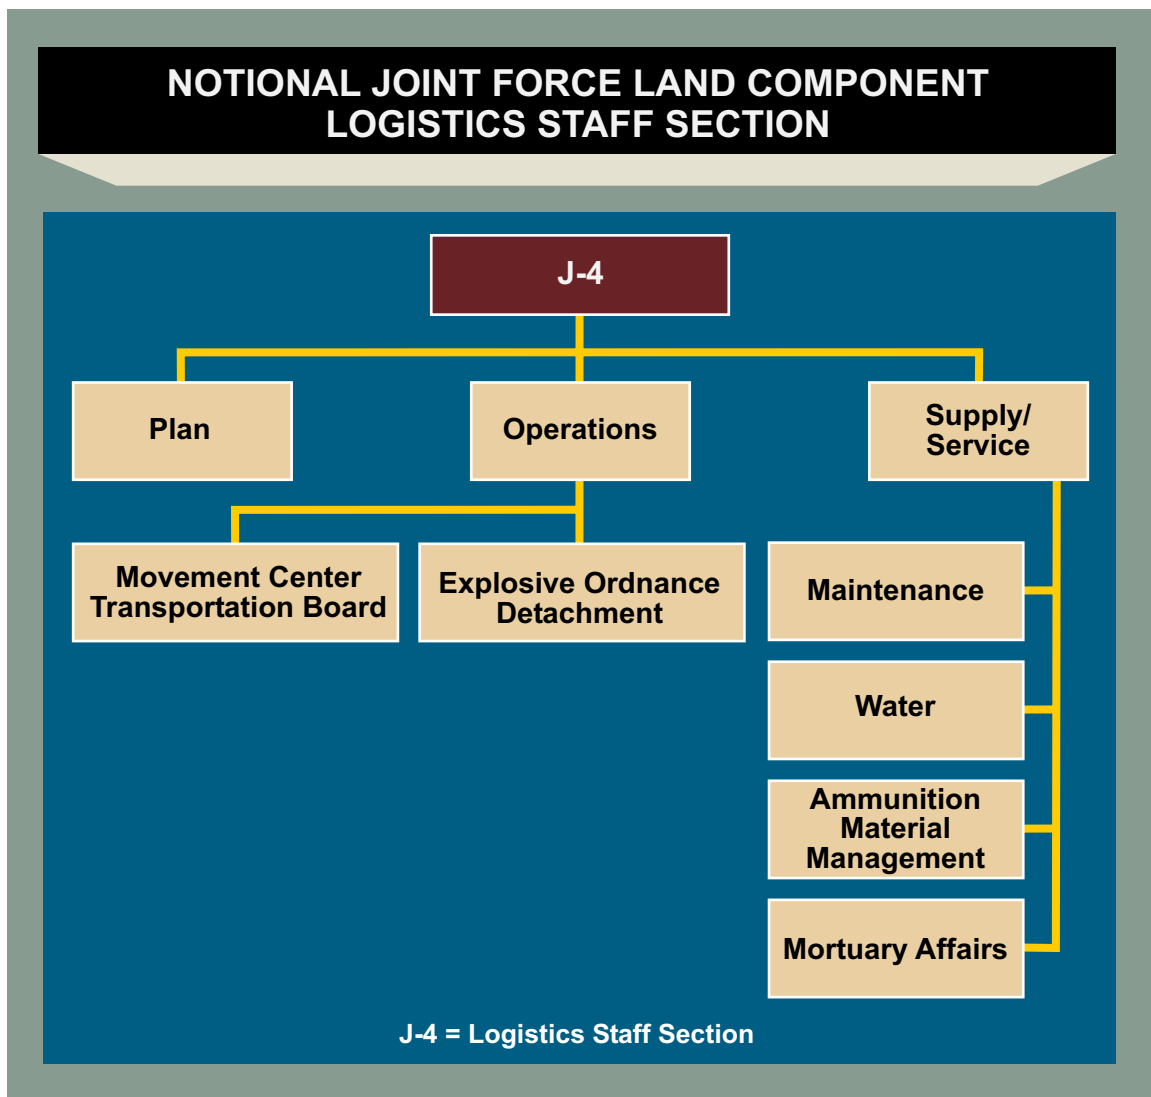 NOTIONAL JOINT FORCE LAND COMPONENT
LOGISTICS STAFF SECTION
J-4
Plan
Operations
Supply/
Service
Movement Center
Transportation Board
Explosive Ordnance
Detachment
Maintenance
Water
Ammunition
Material
Management
Mortuary Affairs
J-4 = Logistics Staff Section